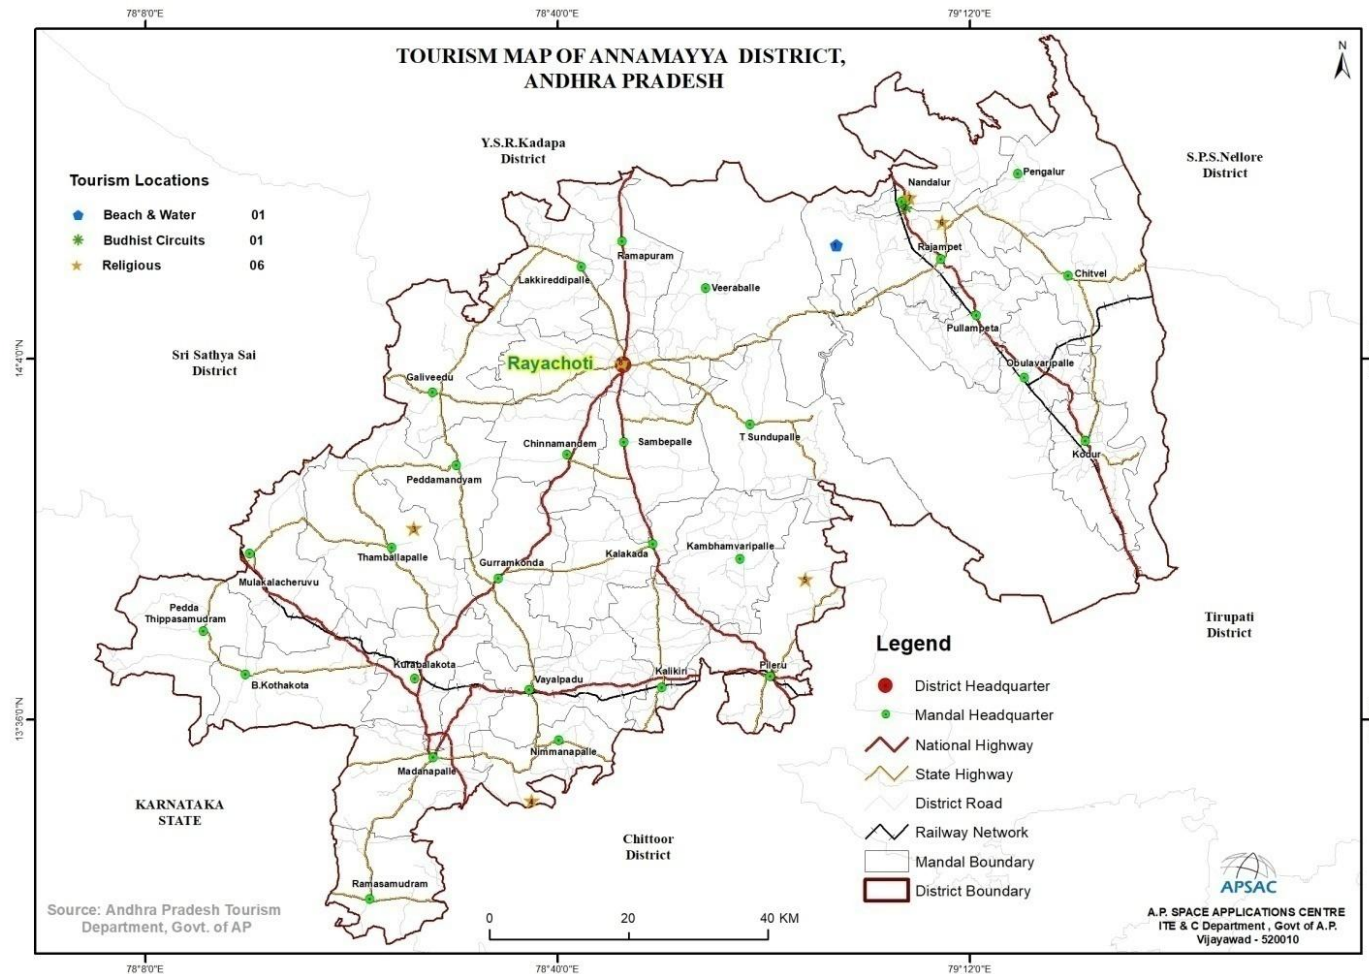 78°8'0"E
78°40'0"E
79°12'0"E
N
TOURISM MAP OF ANNAMAYYA DISTRICT,
ANDHRA PRADESH
Y.S.R.Kadapa
District
S.P.S.Nellore
District
Tourism Locations
Beach & Water 01
Budhist Circuits 01
Religious 06
Pengalur
Nandalur
Rajampet
Ramapuram
Lakkireddipalle
Chitvel
Veeraballe
Pullampeta
Sri Sathya Sai
District
14°4'0"N
Rayachoti
Obulavaripalle
Galiveedu
T Sundupalle
Chinnamandem
Sambepalle
Kodur
Peddamandyam
Kambhamvaripalle
Kalakada
Thamballapalle
Gurramkonda
Mulakalacheruvu
Pedda
Thippasamudram
Tirupati
District
Kurabalakota
Kalikiri
Pileru
Vayalpadu
B.Kothakota
13°36'0"N
Nimmanapalle
Madanapalle
KARNATAKA
STATE
Chittoor
District
Ramasamudram
Legend
District Headquarter
Mandal Headquarter
National Highway
State Highway
District Road
Railway Network
Mandal Boundary
District Boundary
Source: Andhra Pradesh Tourism
Department, Govt. of AP
0 20 40 KM
APSAC
A.P. SPACE APPLICATIONS CENTRE
ITE & C Department , Govt of A.P.
Vijayawad - 520010
78°8'0"E
78°40'0"E
79°12'0"E